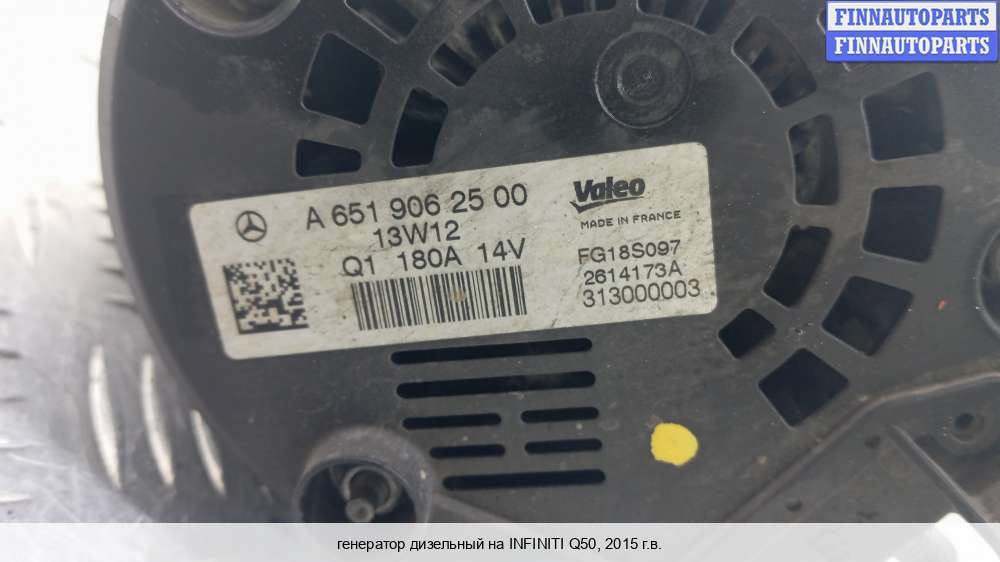 FINNAUTOPARTS
FINNAUTOPARTS
A 651 906 25 00
13W12
Q1 180A 14V
Valeo
MADE IN FRANCE
FG18S097
2614173A
313000003
генератор дизельный на INFINITI Q50, 2015 г.в.